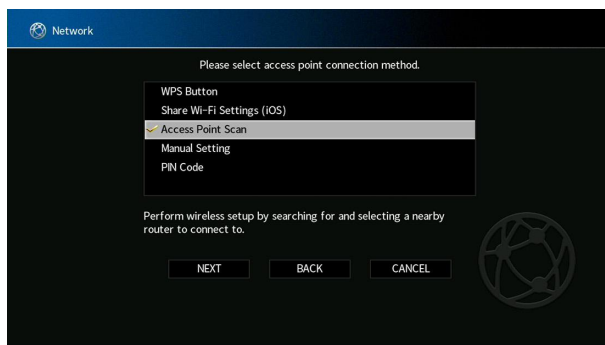 Network
Please select access point connection method.
WPS Button
Share Wi-Fi Settings (iOS)
Access Point Scan
Manual Setting
PIN Code
Perform wireless setup by searching for and selecting a nearby
router to connect to.
NEXT BACK CANCEL